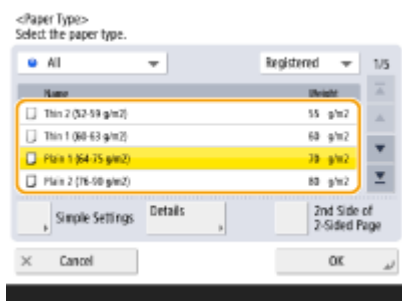 <Paper Type>
Select the paper type.
All Registered 1/5
Name Weight
Thin 2 (52-59 g/m2) 55 g/m2
Thin 1 (60-63 g/m2) 60 g/m2
Plain 1 (64-75 g/m2) 70 g/m2
Plain 2 (76-90 g/m2) 80 g/m2
Simple Settings Details 2nd Side of
2-Sided Page
Cancel OK